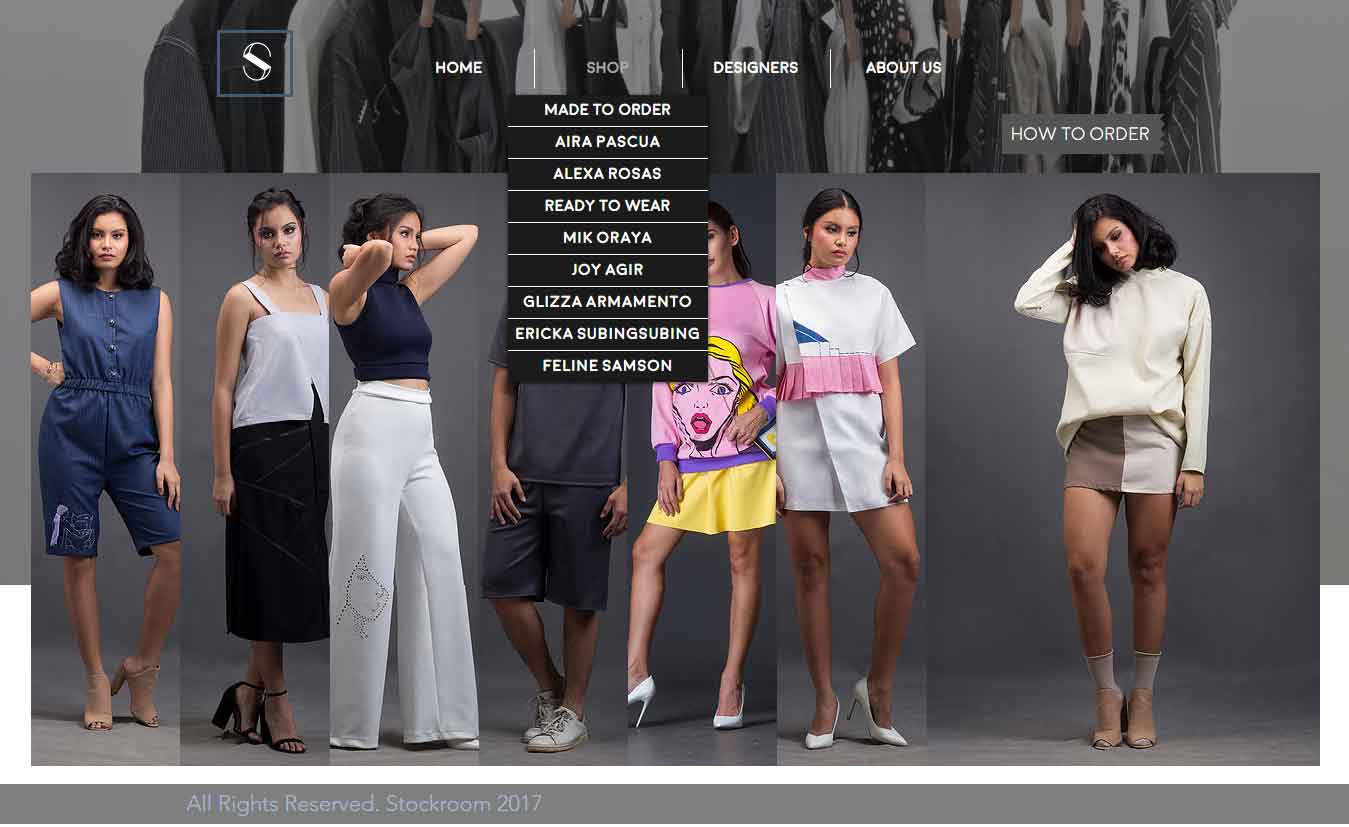 S
HOME
SHOP
DESIGNERS
ABOUT US
MADE TO ORDER
AIRA PASCUA
ALEXA ROSAS
READY TO WEAR
MIK ORAYA
JOY AGIR
GLIZZA ARMAMENTO
ERICKA SUBINGSUBING
FELINE SAMSON
HOW TO ORDER
All Rights Reserved. Stockroom 2017